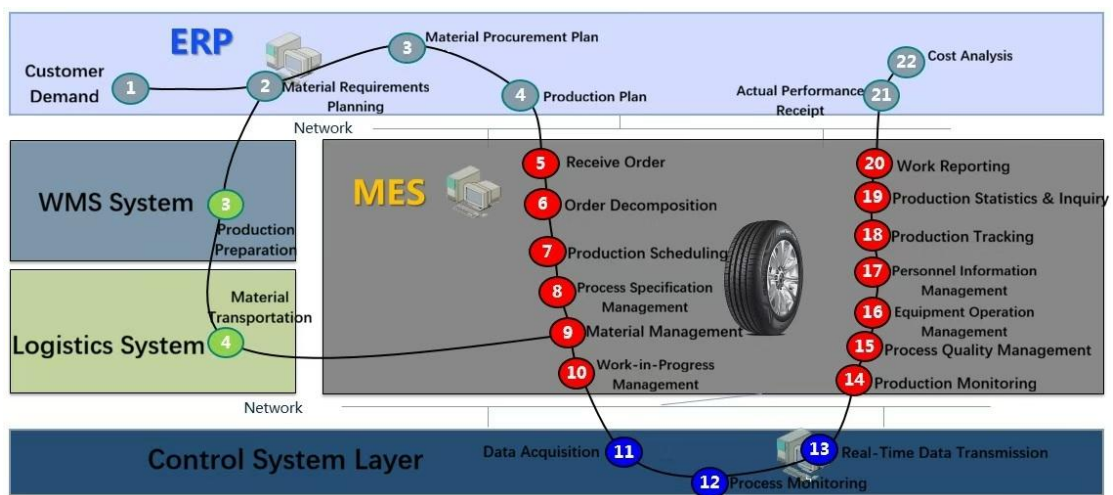 ERP
Customer
Demand
1
2
Material Requirements
Planning
3
Material Procurement Plan
4
Production Plan
22
Cost Analysis
Actual Performance
Receipt
21
Network
WMS System
3
Production
Preparation
Logistics System
Material
Transportation
4
MES
5
Receive Order
6
Order Decomposition
7
Production Scheduling
8
Process Specification
Management
9
Material Management
10
Work-in-Progress
Management
20
Work Reporting
19
Production Statistics & Inquiry
18
Production Tracking
17
Personnel Information
Management
16
Equipment Operation
Management
15
Process Quality Management
14
Production Monitoring
Network
Control System Layer
Data Acquisition
11
12
Process Monitoring
13
Real-Time Data Transmission